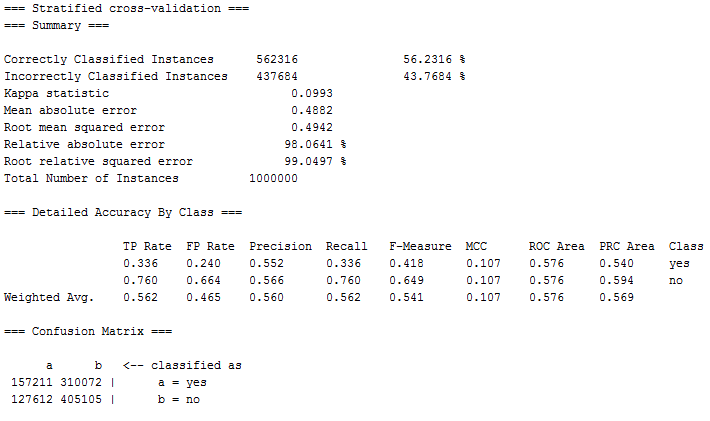 === Stratified cross-validation ===
=== Summary ===
Correctly Classified Instances 562316 56.2316 %
Incorrectly Classified Instances 437684 43.7684 %
Kappa statistic 0.0993
Mean absolute error 0.4882
Root mean squared error 0.4942
Relative absolute error 98.0641 %
Root relative squared error 99.0497 %
Total Number of Instances 1000000
=== Detailed Accuracy By Class ===
TP Rate FP Rate Precision Recall F-Measure MCC ROC Area PRC Area Class
0.336 0.240 0.552 0.336 0.418 0.107 0.576 0.540 yes
0.760 0.664 0.566 0.760 0.649 0.107 0.576 0.594 no
Weighted Avg. 0.562 0.465 0.560 0.562 0.541 0.107 0.576 0.569
=== Confusion Matrix ===
a b <-- classified as
157211 310072 | a = yes
127612 405105 | b = no